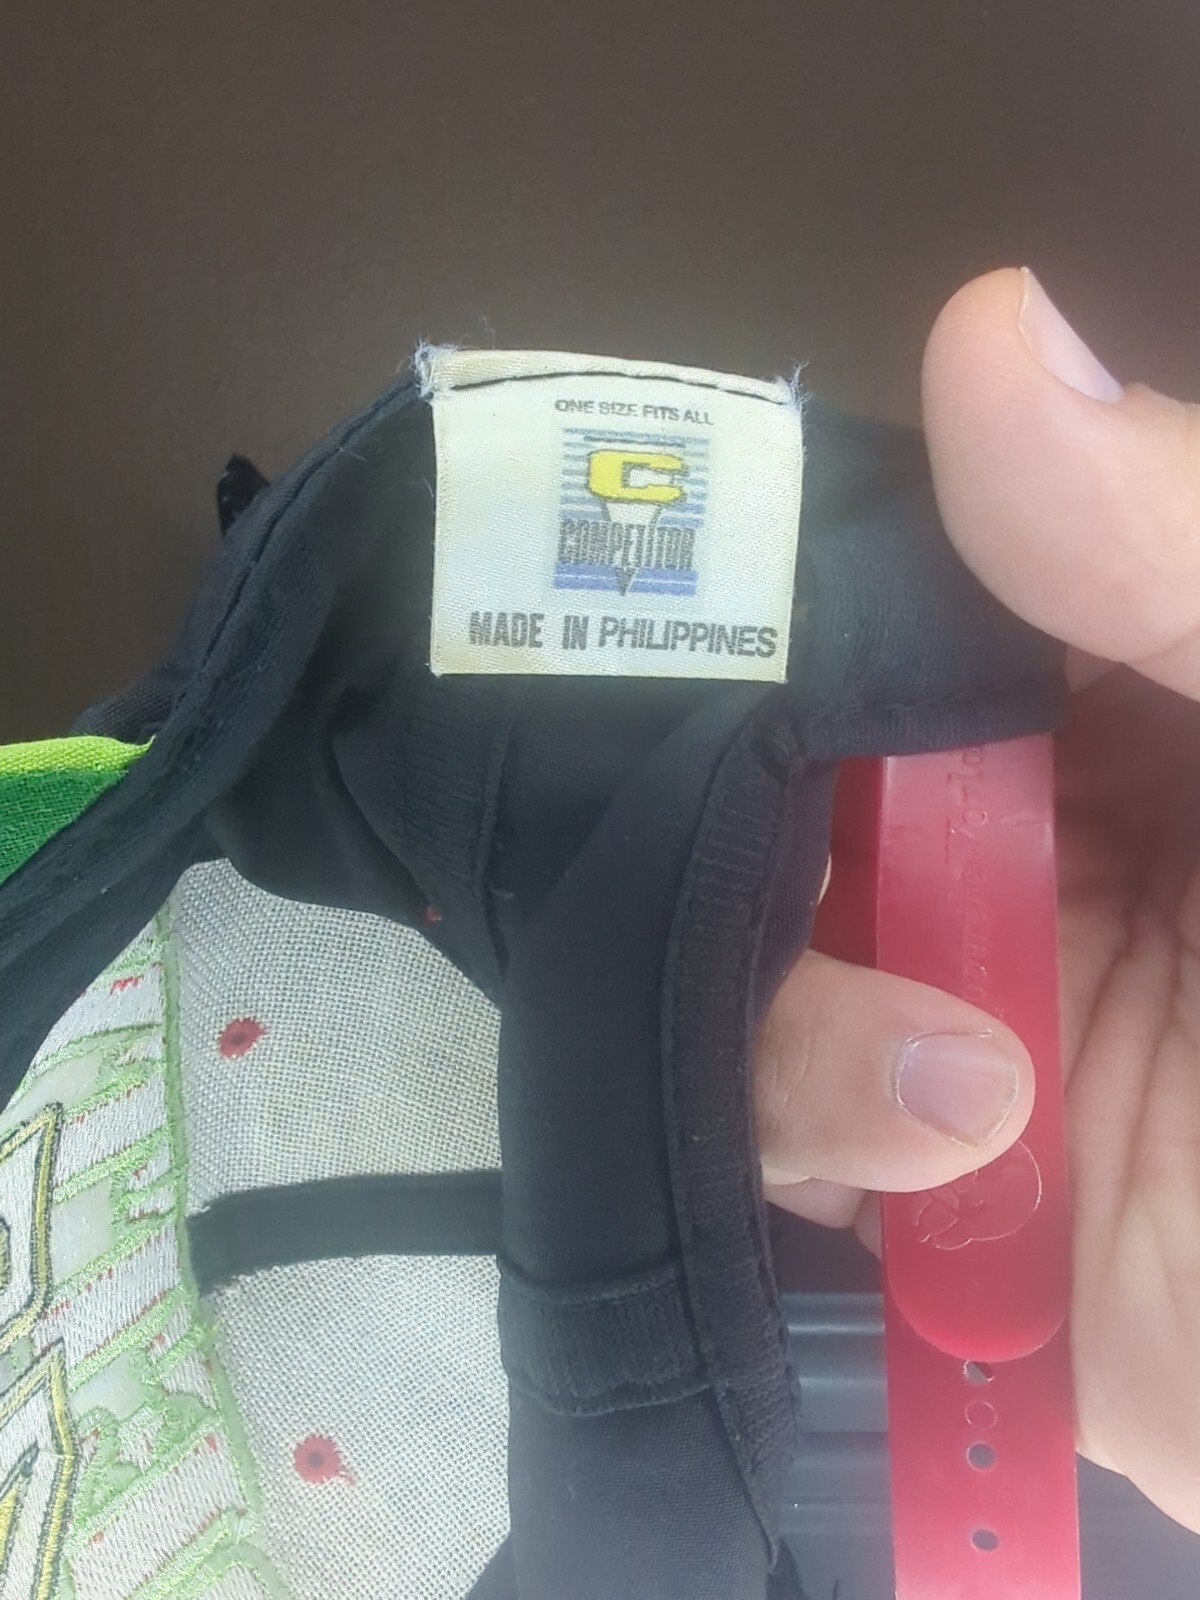 ONE SIZE FITS ALL
C
COMPETITOR
MADE IN PHILIPPINES